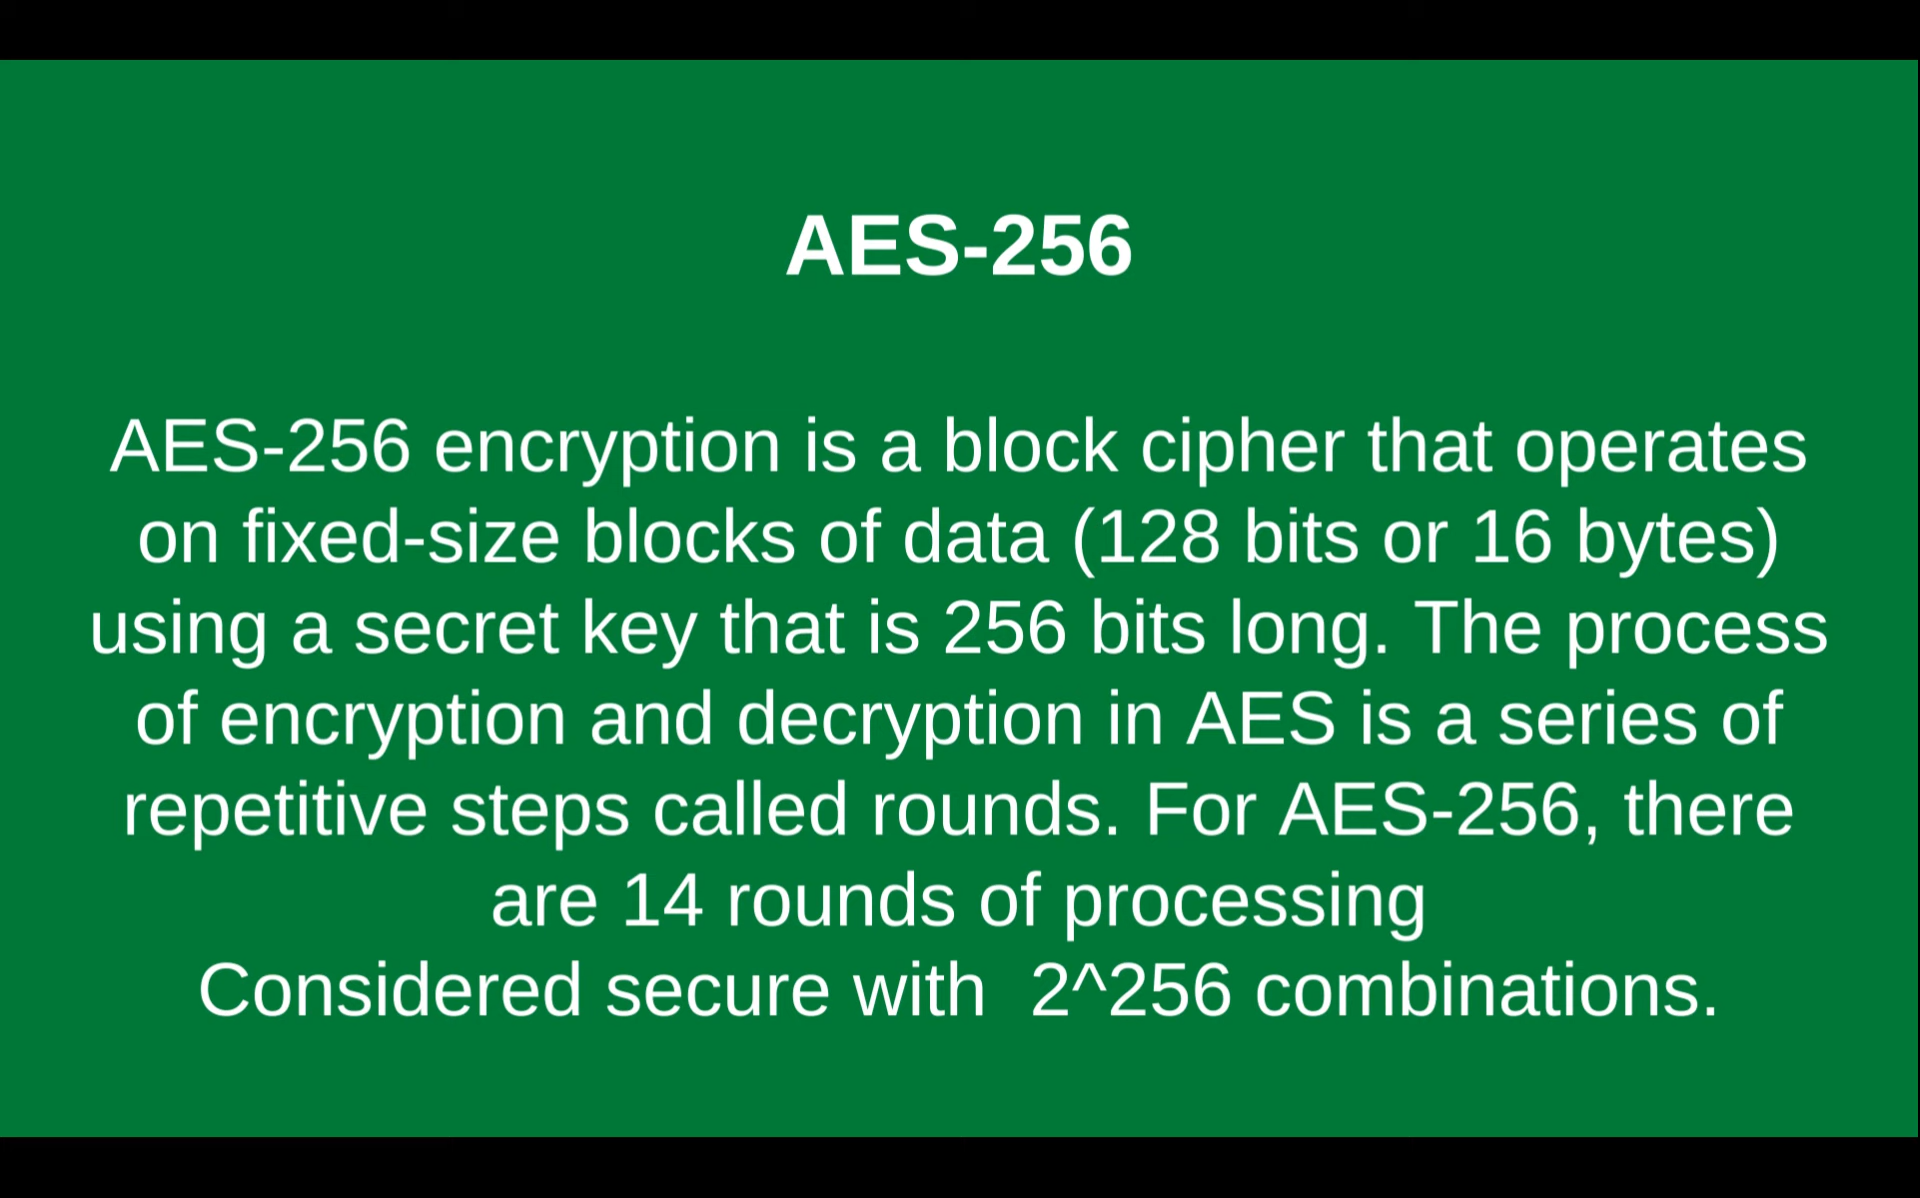 AES-256
AES-256 encryption is a block cipher that operates
on fixed-size blocks of data (128 bits or 16 bytes)
using a secret key that is 256 bits long. The process
of encryption and decryption in AES is a series of
repetitive steps called rounds. For AES-256, there
are 14 rounds of processing
Considered secure with  2^256 combinations.